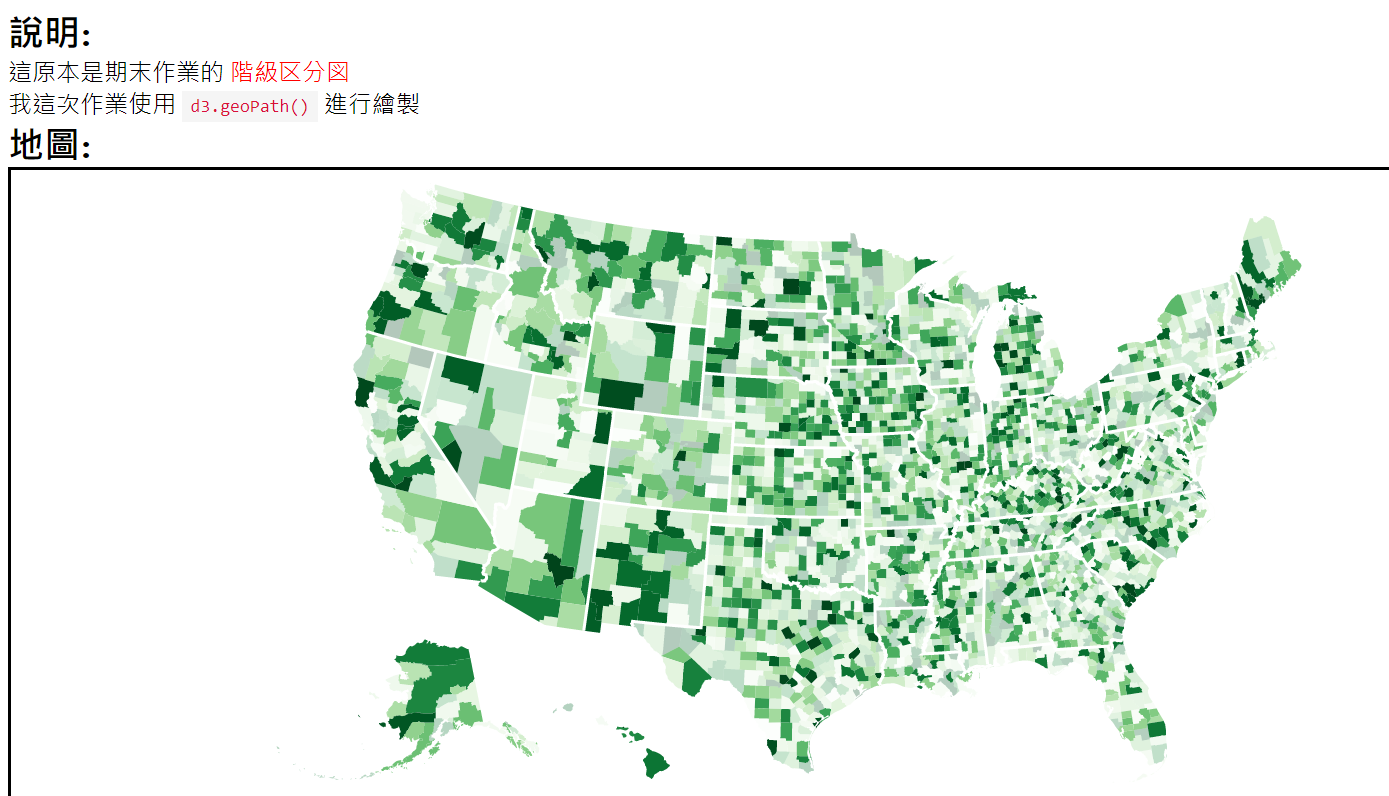 說明:
這原本是期末作業的 階級区分図
我這次作業使用 d3.geoPath() 進行繪製
地圖: